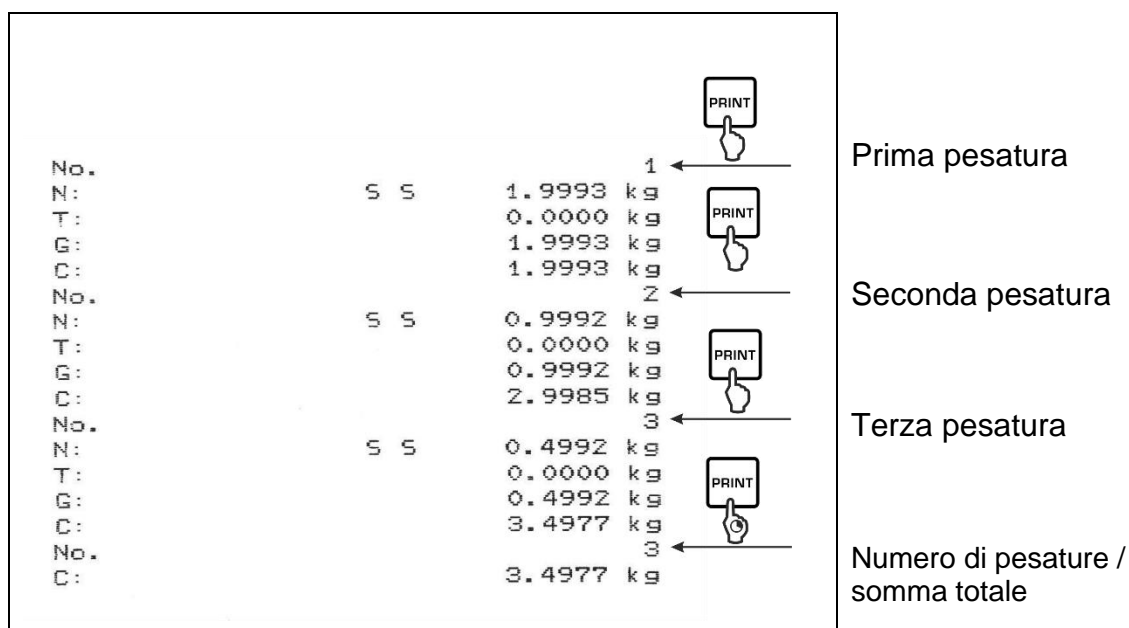 PRINT
No. 1 Prima pesatura
N: S S 1.9993 kg
T: 0.0000 kg
PRINT
G: 1.9993 kg
C: 1.9993 kg
No. 2 Seconda pesatura
N: S S 0.9992 kg
T: 0.0000 kg
PRINT
G: 0.9992 kg
C: 2.9985 kg
No. 3 Terza pesatura
N: S S 0.4992 kg
T: 0.0000 kg
PRINT
G: 0.4992 kg
C: 3.4977 kg
No. 3 Numero di pesature /
somma totale
C: 3.4977 kg